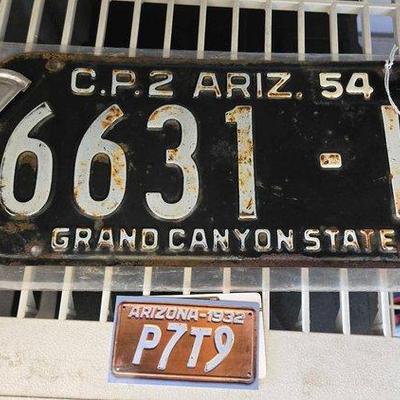 C.P.2 ARIZ. 54
6631-1
GRAND CANYON STATE
ARIZONA-1932
P7T9